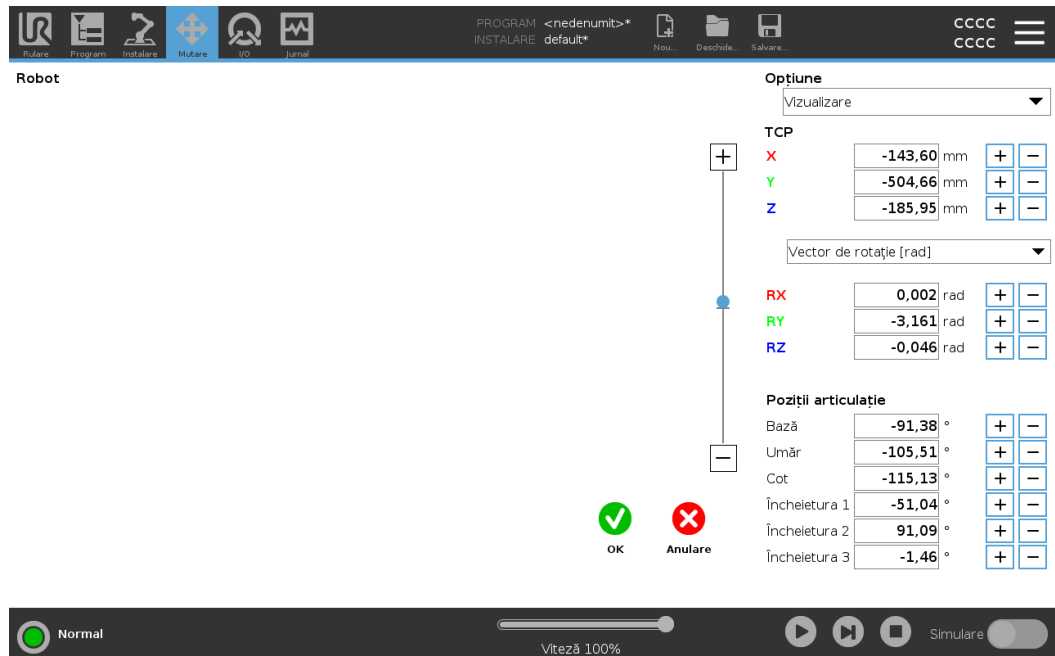 Rulare Program Instalare Mutare I/O Jurnal
PROGRAM <nedenumit>*
INSTALARE default*
Nou... Deschide... Salvare...
CCCC
CCCC
Robot
Opțiune
Vizualizare
TCP
X -143,60 mm + −
Y -504,66 mm + −
Z -185,95 mm + −
Vector de rotație [rad]
RX 0,002 rad + −
RY -3,161 rad + −
RZ -0,046 rad + −
Poziții articulație
Bază -91,38 ° + −
Umăr -105,51 ° + −
Cot -115,13 ° + −
Încheietura 1 -51,04 ° + −
Încheietura 2 91,09 ° + −
Încheietura 3 -1,46 ° + −
+
−
OK Anulare
Normal
Viteză 100%
Simulare